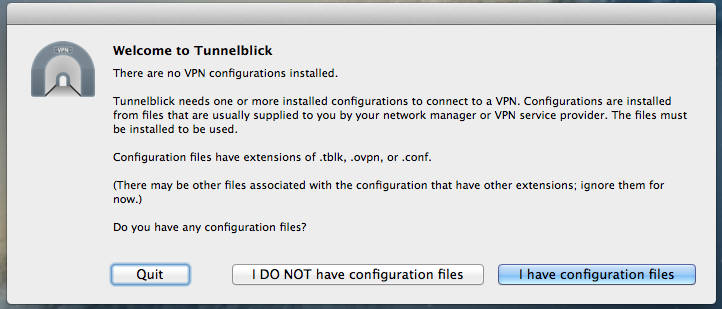 VPN
Welcome to Tunnelblick
There are no VPN configurations installed.
Tunnelblick needs one or more installed configurations to connect to a VPN. Configurations are installed
from files that are usually supplied to you by your network manager or VPN service provider. The files must
be installed to be used.
Configuration files have extensions of .tblk, .ovpn, or .conf.
(There may be other files associated with the configuration that have other extensions; ignore them for
now.)
Do you have any configuration files?
Quit
I DO NOT have configuration files
I have configuration files